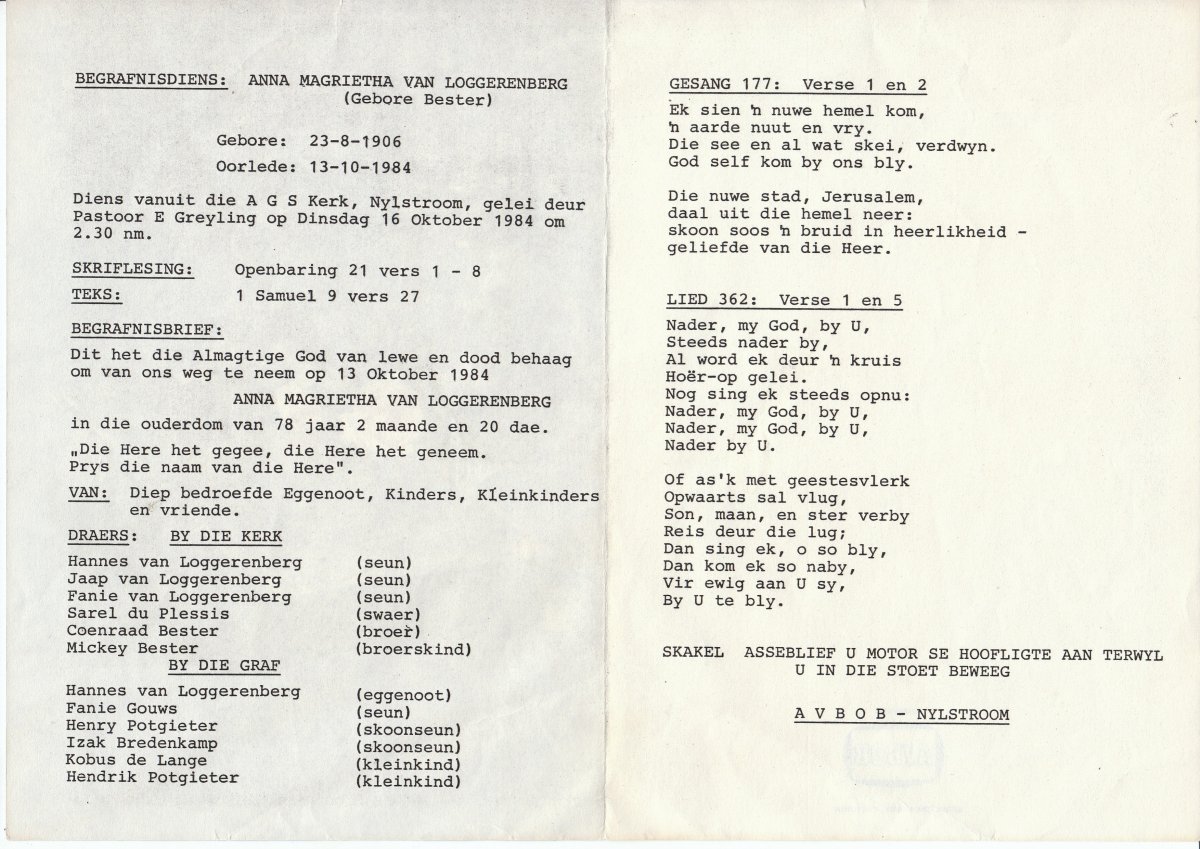 BEGRAFNISDIENS: ANNA MAGRIETHA VAN LOGGERENBERG
(Gebore Bester)
Gebore: 23-8-1906
Oorlede: 13-10-1984
Diens vanuit die A G S Kerk, Nylstroom, gelei deur
Pastoor E Greyling op Dinsdag 16 Oktober 1984 om
2.30 nm.
SKRIFLESING: Openbaring 21 vers 1 - 8
TEKS: 1 Samuel 9 vers 27
BEGRAFNISBRIEF:
Dit het die Almagtige God van lewe en dood behaag
om van ons weg te neem op 13 Oktober 1984
ANNA MAGRIETHA VAN LOGGERENBERG
in die ouderdom van 78 jaar 2 maande en 20 dae.
„Die Here het gegee, die Here het geneem.
Prys die naam van die Here".
VAN: Diep bedroefde Eggenoot, Kinders, Kleinkinders
en vriende.
DRAERS: BY DIE KERK
Hannes van Loggerenberg (seun)
Jaap van Loggerenberg (seun)
Fanie van Loggerenberg (seun)
Sarel du Plessis (swaer)
Coenraad Bester (broer)
Mickey Bester (broerskind)
BY DIE GRAF
Hannes van Loggerenberg (eggenoot)
Fanie Gouws (seun)
Henry Potgieter (skoonseun)
Izak Bredenkamp (skoonseun)
Kobus de Lange (kleinkind)
Hendrik Potgieter (kleinkind)
GESANG 177: Verse 1 en 2
Ek sien 'n nuwe hemel kom,
'n aarde nuut en vry.
Die see en al wat skei, verdwyn.
God self kom by ons bly.
Die nuwe stad, Jerusalem,
daal uit die hemel neer:
skoon soos 'n bruid in heerlikheid -
geliefde van die Heer.
LIED 362: Verse 1 en 5
Nader, my God, by U,
Steeds nader by,
Al word ek deur 'n kruis
Hoër-op gelei.
Nog sing ek steeds opnu:
Nader, my God, by U,
Nader, my God, by U,
Nader by U.
Of as'k met geestesvlerk
Opwaarts sal vlug,
Son, maan, en ster verby
Reis deur die lug;
Dan sing ek, o so bly,
Dan kom ek so naby,
Vir ewig aan U sy,
By U te bly.
SKAKEL ASSEBLIEF U MOTOR SE HOOFLIGTE AAN TERWYL
U IN DIE STOET BEWEEG
A V B O B - NYLSTROOM